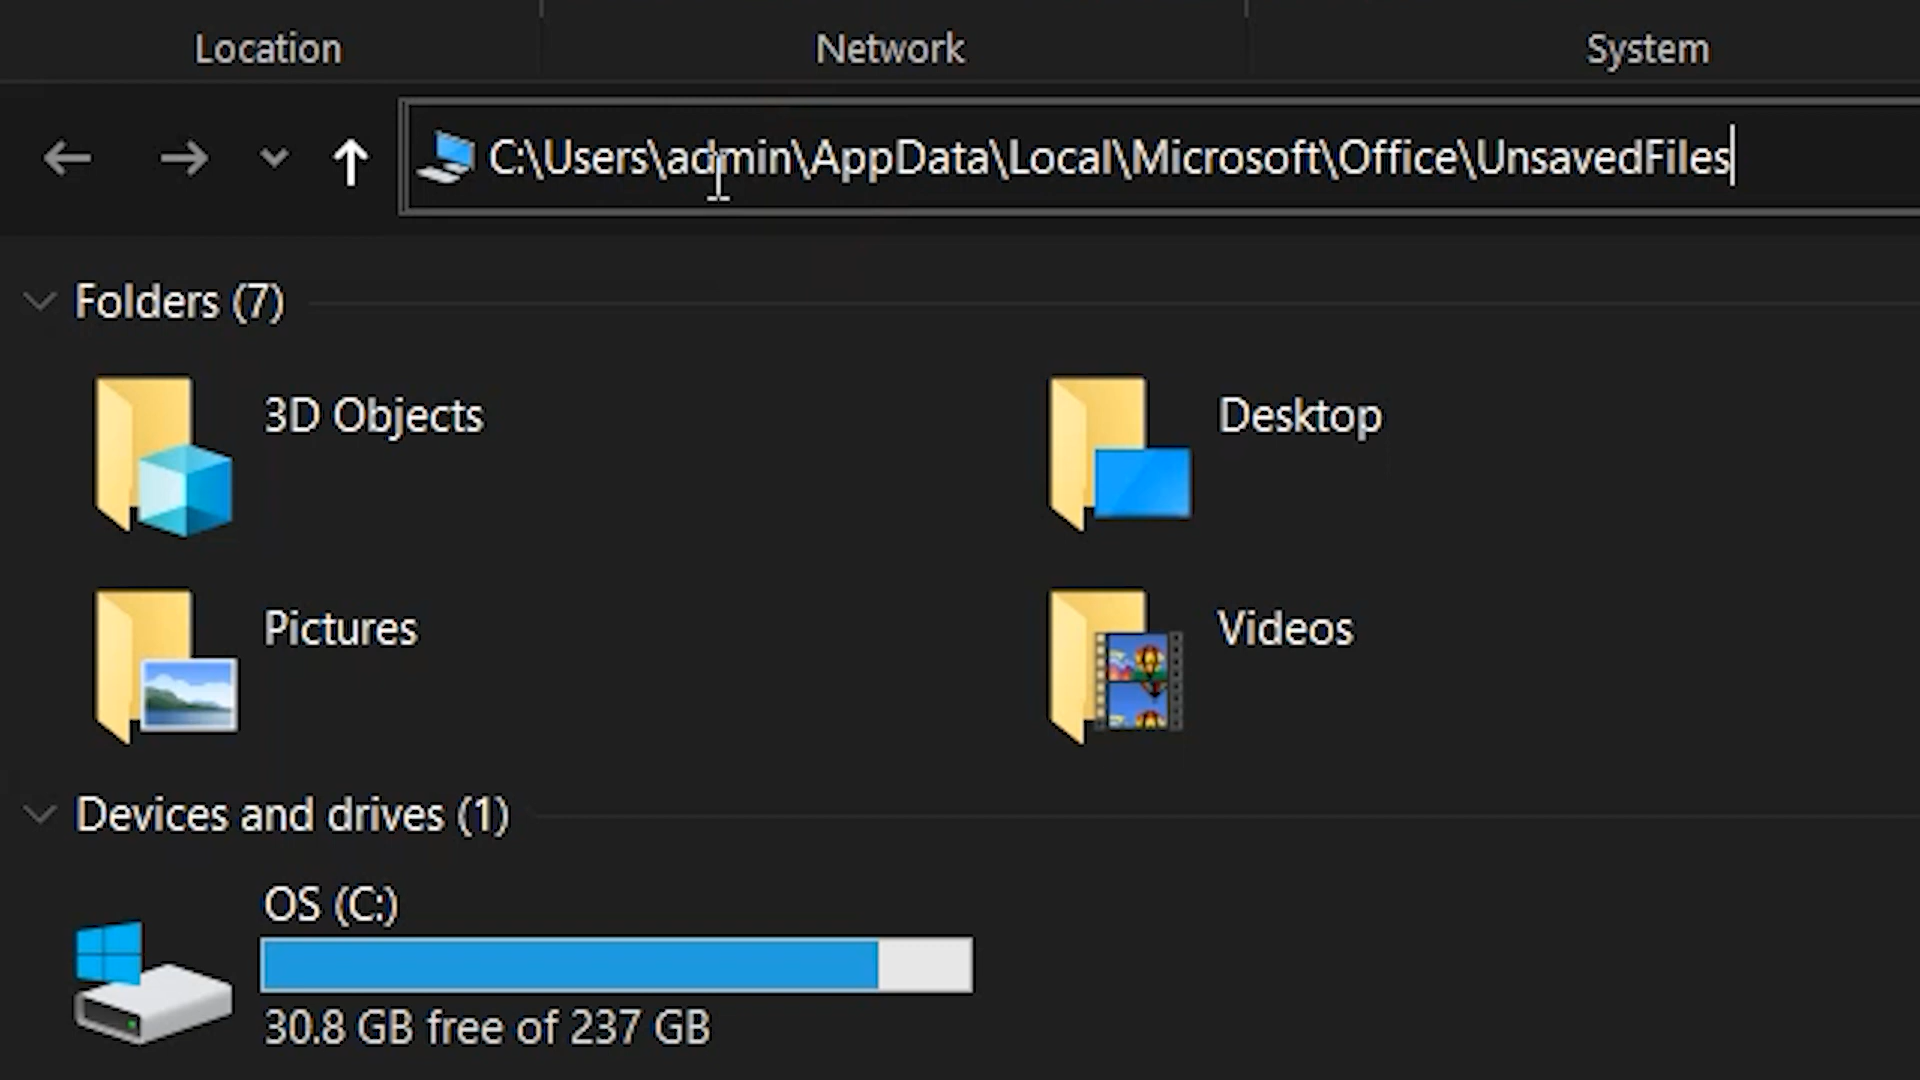 Location Network System
C:\Users\admin\AppData\Local\Microsoft\Office\UnsavedFiles
Folders (7)
3D Objects Desktop
Pictures Videos
Devices and drives (1)
OS (C:)
30.8 GB free of 237 GB